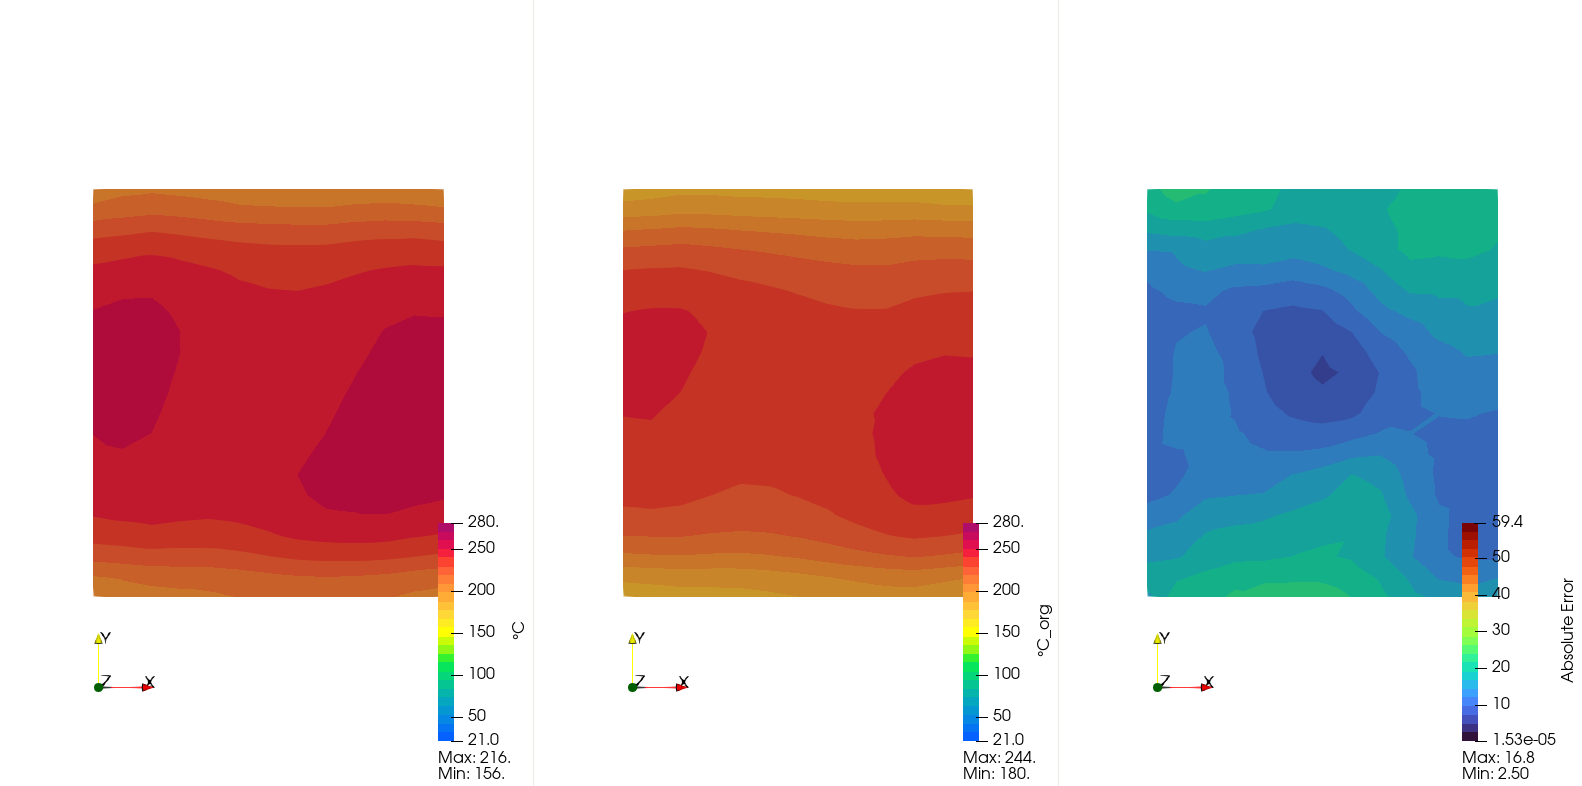 280.
250
200
150
100
50
21.0
°C
Max: 216.
Min: 156.
Y
Z
X
280.
250
200
150
100
50
21.0
°C_org
Max: 244.
Min: 180.
Y
Z
X
59.4
50
40
30
20
10
1.53e-05
Absolute Error
Max: 16.8
Min: 2.50
Y
Z
X